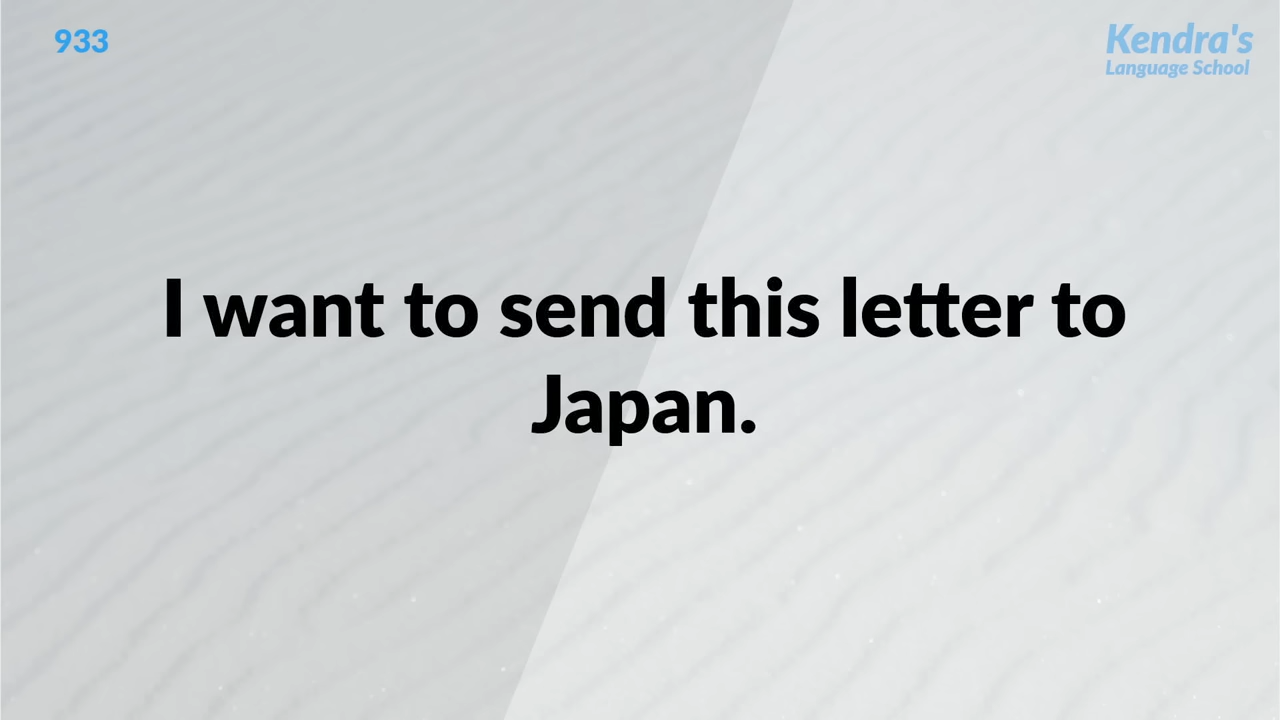 933
Kendra's
Language School
I want to send this letter to
Japan.